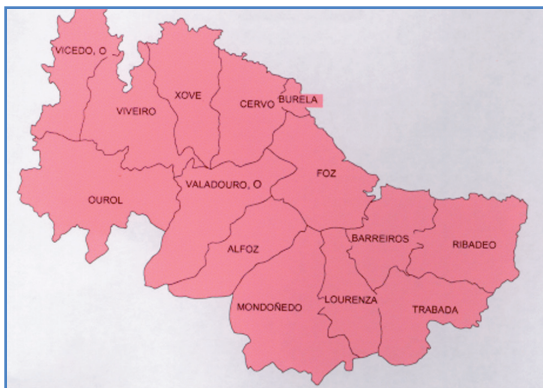 VICEDO, O
XOVE
VIVEIRO
CERVO
BURELA
FOZ
VALADOURO, O
OUROL
BARREIROS
RIBADEO
ALFOZ
MONDOÑEDO
LOURENZA
TRABADA